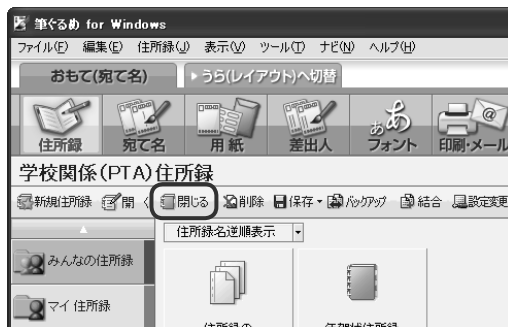 筆ぐるめ for Windows
ファイル(F) 編集(E) 住所録(J) 表示(V) ツール(T) ナビ(N) ヘルプ(H)
おもて(宛て名) うら(レイアウト)へ切替
住所録 宛て名 用紙 差出人 フォント 印刷・メール
学校関係(PTA)住所録
新規住所録 開く 閉じる 削除 保存 バックアップ 結合 設定変更
住所録名逆順表示
みんなの住所録
マイ住所録
住所録の 年賀状住所録